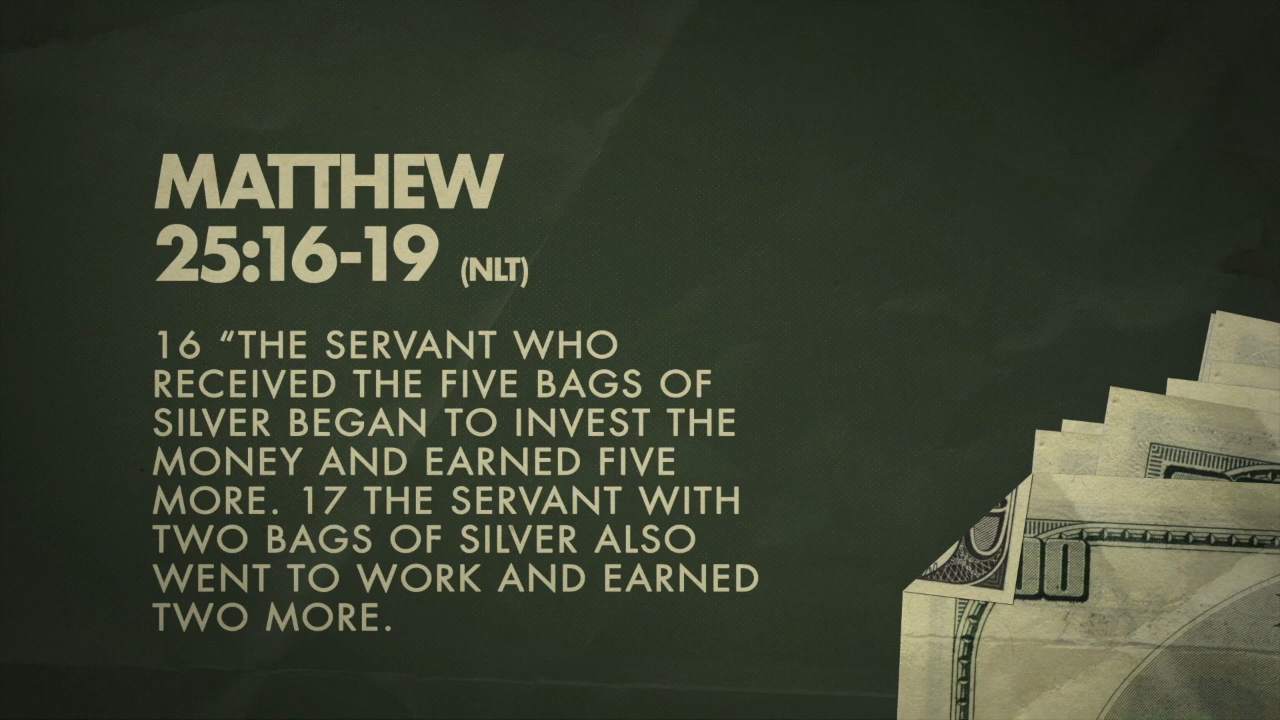 MATTHEW
25:16-19 (NLT)
16 “THE SERVANT WHO
RECEIVED THE FIVE BAGS OF
SILVER BEGAN TO INVEST THE
MONEY AND EARNED FIVE
MORE. 17 THE SERVANT WITH
TWO BAGS OF SILVER ALSO
WENT TO WORK AND EARNED
TWO MORE.